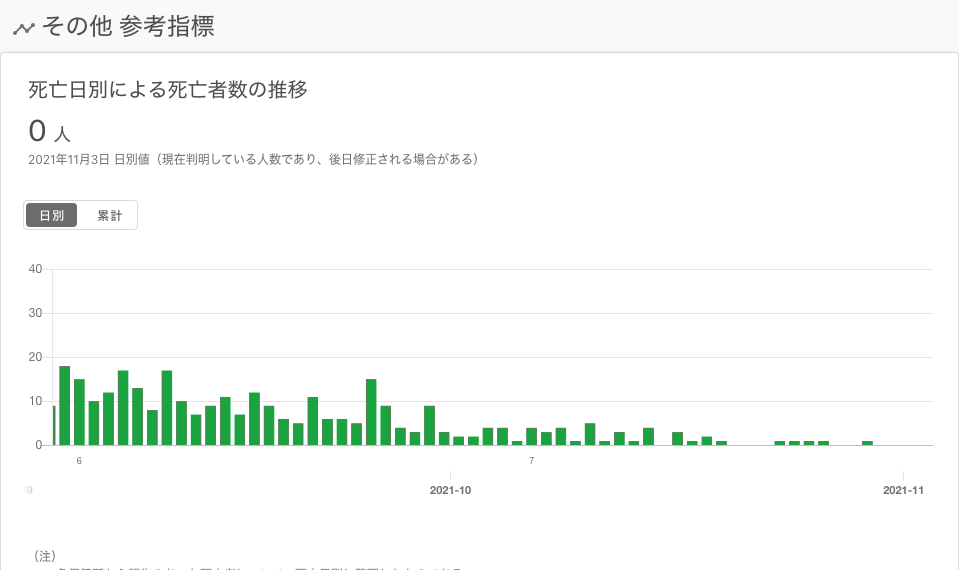 その他 参考指標
死亡日別による死亡者数の推移
0 人
2021年11月3日 日別値（現在判明している人数であり、後日修正される場合がある）
日別 累計
40
30
20
10
0
6 7
9 2021-10 2021-11
（注）